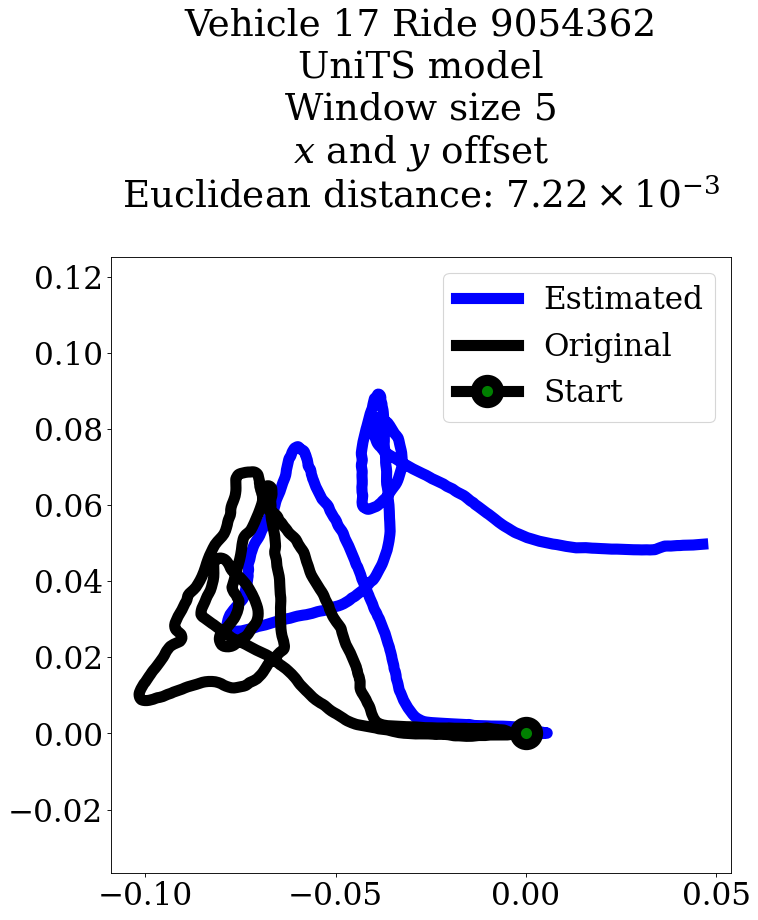 Vehicle 17 Ride 9054362
UniTS model
Window size 5
x and y offset
Euclidean distance: 7.22 × 10⁻³
Estimated
Original
Start
0.12
0.10
0.08
0.06
0.04
0.02
0.00
−0.02
−0.10 −0.05 0.00 0.05